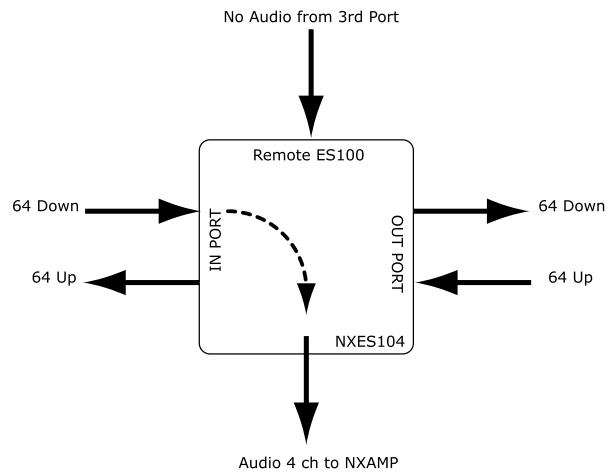 No Audio from 3rd Port
Remote ES100
64 Down
64 Down
IN PORT
OUT PORT
64 Up
64 Up
NXES104
Audio 4 ch to NXAMP